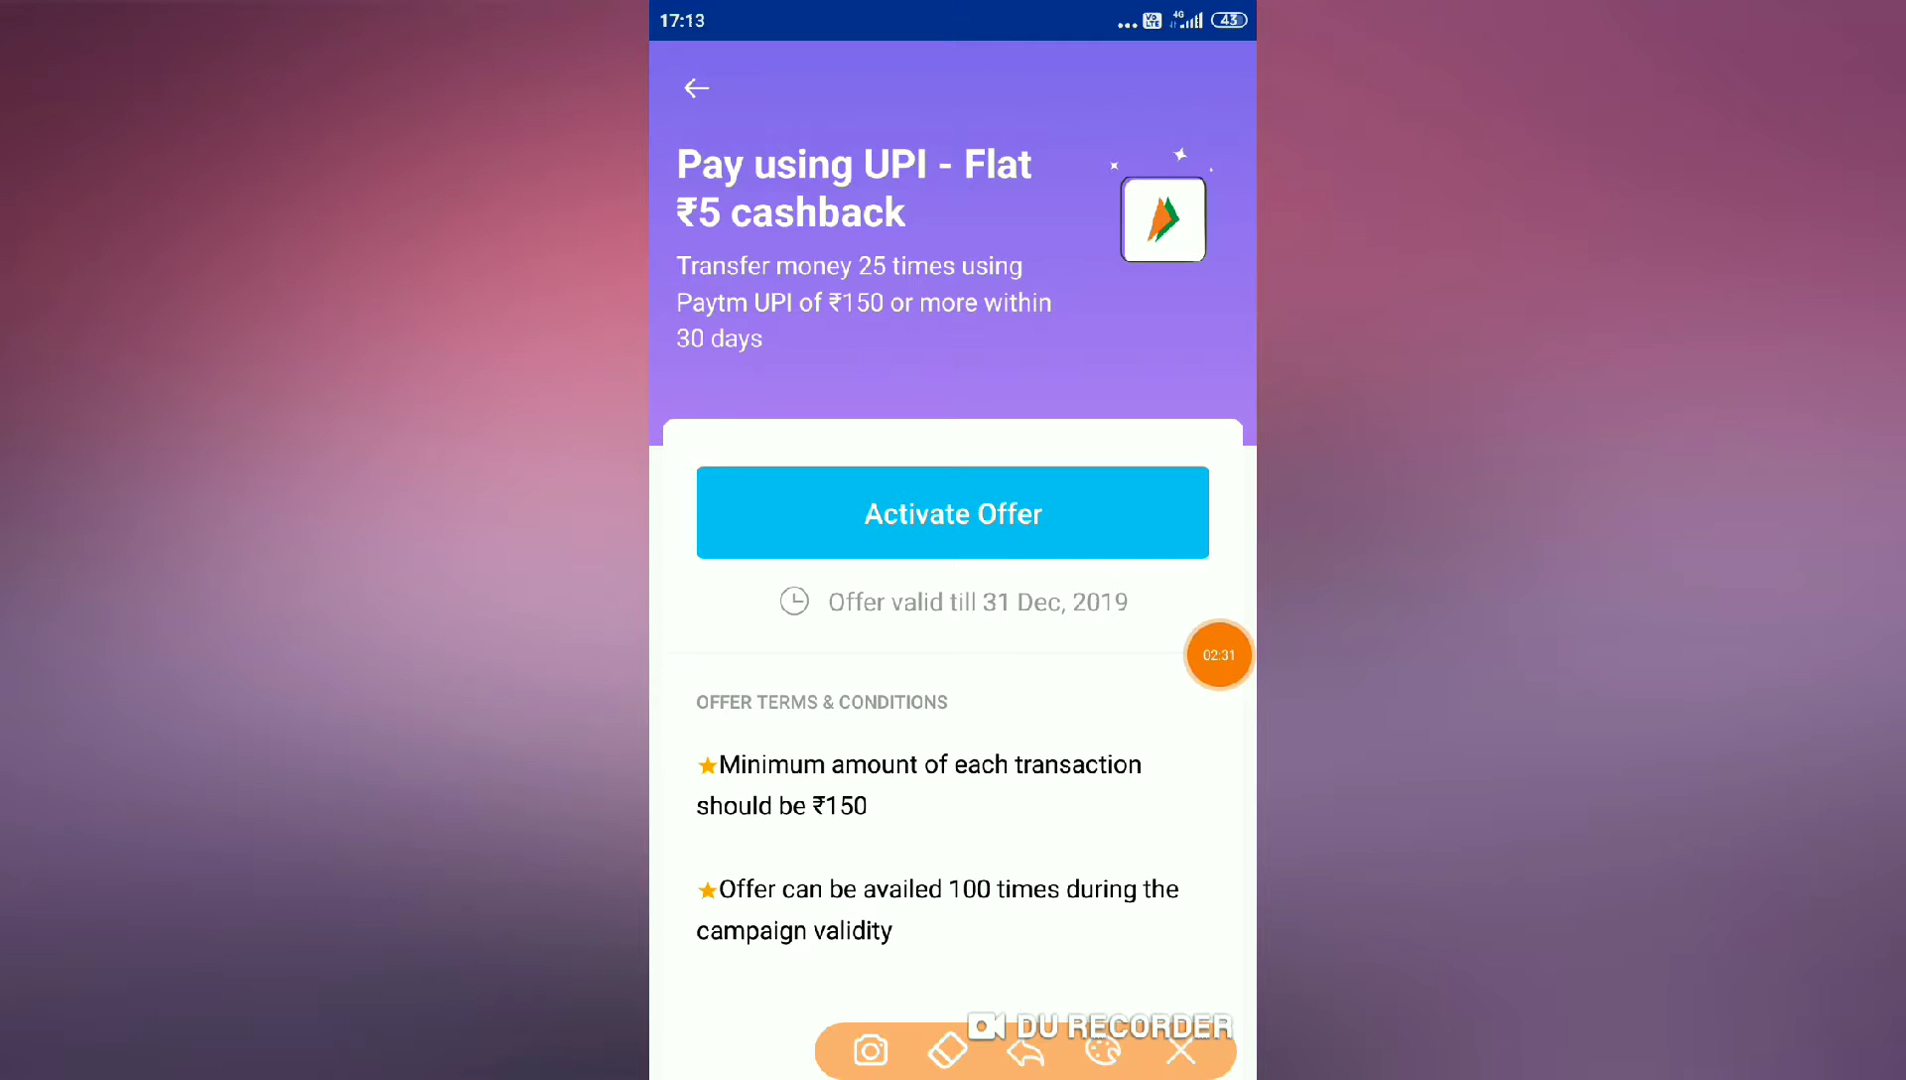 17:13
4G
43
Pay using UPI - Flat
₹5 cashback
Transfer money 25 times using
Paytm UPI of ₹150 or more within
30 days
Activate Offer
Offer valid till 31 Dec, 2019
02:31
OFFER TERMS & CONDITIONS
Minimum amount of each transaction
should be ₹150
Offer can be availed 100 times during the
campaign validity
DU RECORDER